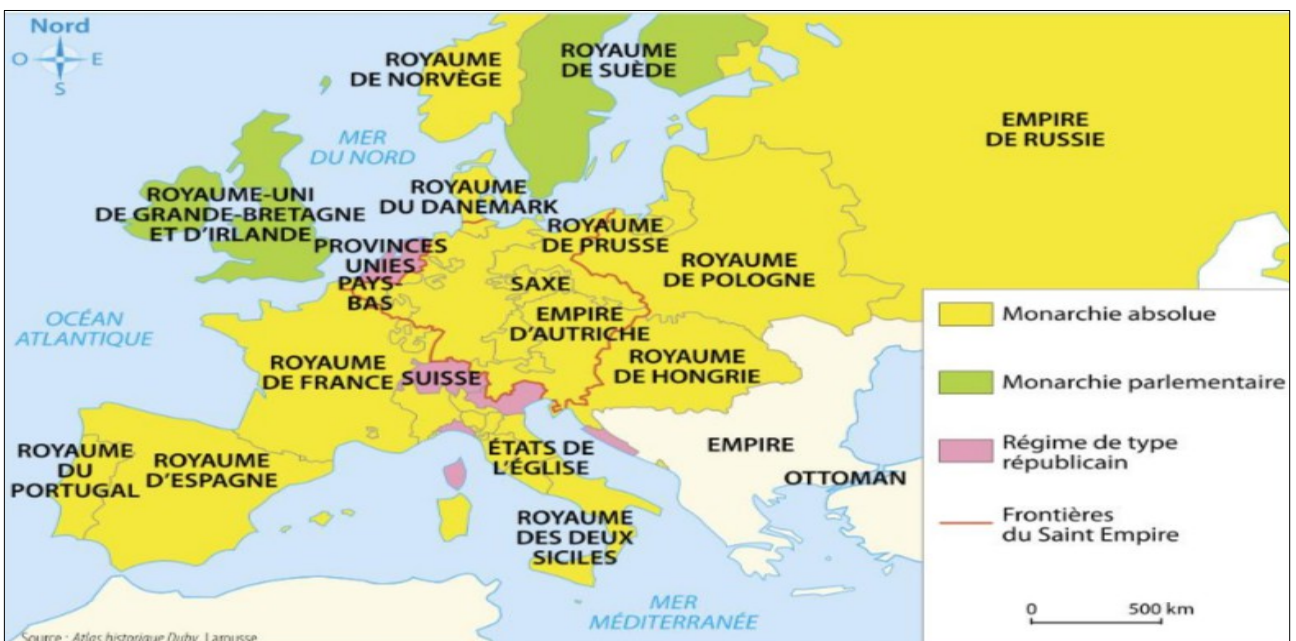 Nord
O
E
S
ROYAUME
DE NORVÈGE
ROYAUME
DE SUÈDE
EMPIRE
DE RUSSIE
MER
DU NORD
ROYAUME-UNI
DE GRANDE-BRETAGNE
ET D'IRLANDE
ROYAUME
DU DANEMARK
PROVINCES
UNIES
PAYS-
BAS
ROYAUME
DE PRUSSE
ROYAUME
DE POLOGNE
SAXE
EMPIRE
D'AUTRICHE
OCÉAN
ATLANTIQUE
ROYAUME
DE FRANCE
SUISSE
ROYAUME
DE HONGRIE
ROYAUME
DU
PORTUGAL
ROYAUME
D'ESPAGNE
ÉTATS DE
L'ÉGLISE
EMPIRE
OTTOMAN
ROYAUME
DES DEUX
SICILES
MER
MÉDITERRANÉE
Monarchie absolue
Monarchie parlementaire
Régime de type
républicain
Frontières
du Saint Empire
0 500 km
Source : Atlas historique Duby, Larousse